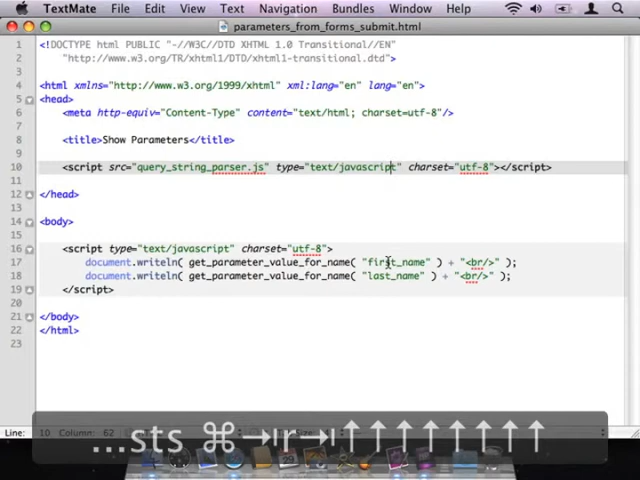 TextMate File Edit View Text Navigation Bundles Window Help
parameters_from_forms_submit.html
1 <!DOCTYPE html PUBLIC "-//W3C//DTD XHTML 1.0 Transitional//EN"
2 "http://www.w3.org/TR/xhtml1/DTD/xhtml1-transitional.dtd">
3
4 <html xmlns="http://www.w3.org/1999/xhtml" xml:lang="en" lang="en">
5 <head>
6 <meta http-equiv="Content-Type" content="text/html; charset=utf-8"/>
7
8 <title>Show Parameters</title>
9
10 <script src="query_string_parser.js" type="text/javascript" charset="utf-8"></script>
11
12 </head>
13
14 <body>
15
16 <script type="text/javascript" charset="utf-8">
17 document.writeln( get_parameter_value_for_name( "first_name" ) + "<br/>" );
18 document.writeln( get_parameter_value_for_name( "last_name" ) + "<br/>" );
19 </script>
20
21 </body>
22 </html>
23
...sts ⌘⇥r⇥↑↑↑↑↑↑↑↑
Line: 10 Column: 62